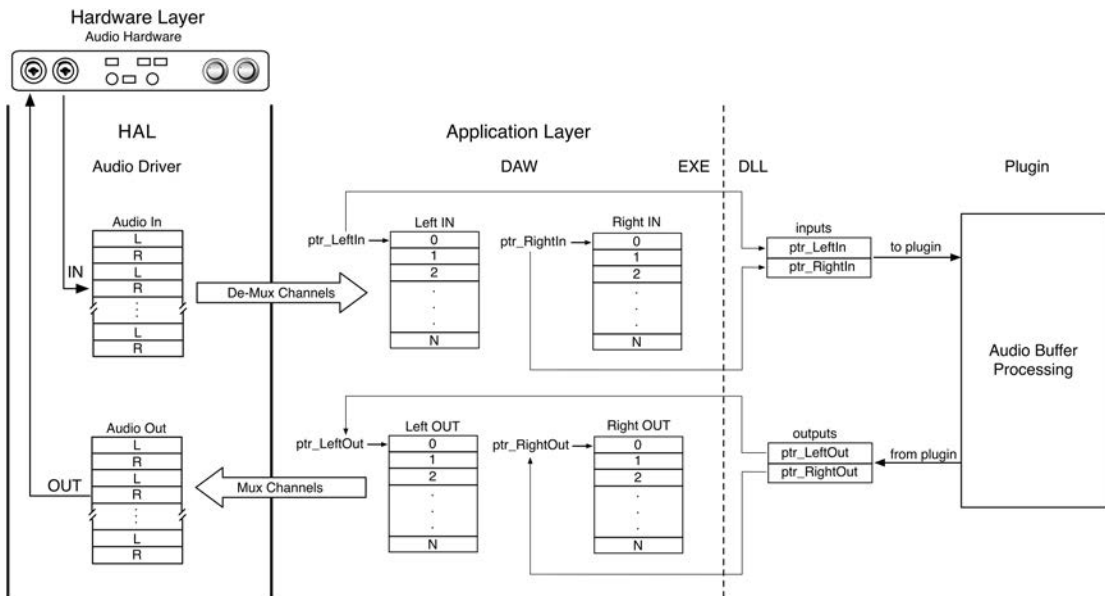 Hardware Layer
Audio Hardware
HAL
Application Layer
Audio Driver
DAW
EXE
DLL
Plugin
Audio In
L
R
L
R
L
R
IN
De-Mux Channels
ptr_LeftIn
Left IN
0
1
2
N
ptr_RightIn
Right IN
0
1
2
N
inputs
ptr_LeftIn
ptr_RightIn
to plugin
Audio Buffer
Processing
Audio Out
L
R
L
R
L
R
OUT
Mux Channels
ptr_LeftOut
Left OUT
0
1
2
N
ptr_RightOut
Right OUT
0
1
2
N
outputs
ptr_LeftOut
ptr_RightOut
from plugin